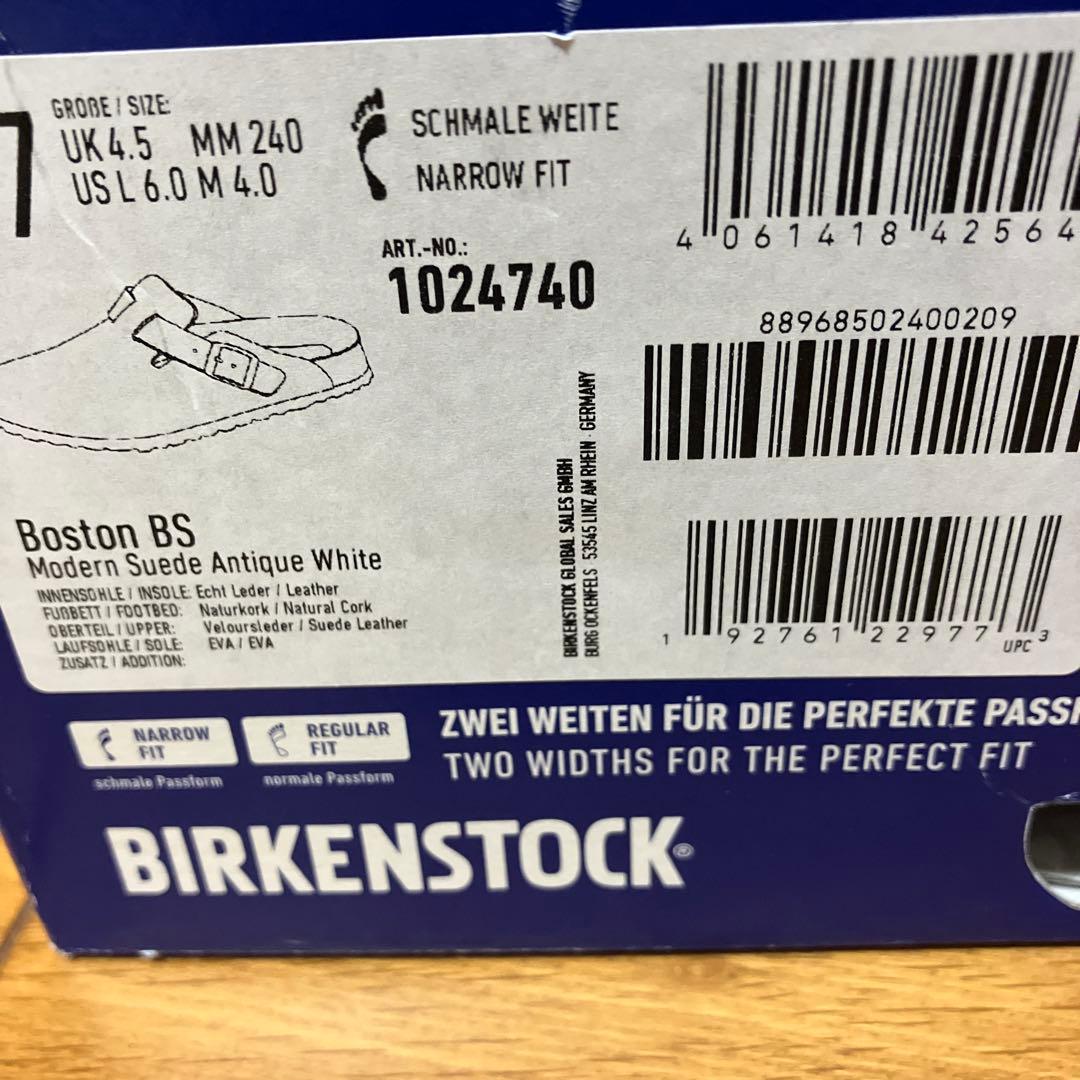 7
GRÖßE / SIZE:
UK 4.5 MM 240
US L 6.0 M 4.0
SCHMALE WEITE
NARROW FIT
ART.-NO.:
1024740
4 061418 42564
88968502400209
1 92761 22977 3
UPC
BIRKENSTOCK GLOBAL SALES GMBH
BURG OCKENFELS 53545 LINZ AM RHEIN · GERMANY
Boston BS
Modern Suede Antique White
INNENSOHLE / INSOLE: Echt Leder / Leather
FUßBETT / FOOTBED: Naturkork / Natural Cork
OBERTEIL / UPPER: Veloursleder / Suede Leather
LAUFSOHLE / SOLE: EVA / EVA
ZUSATZ / ADDITION:
NARROW FIT
schmale Passform
REGULAR FIT
normale Passform
ZWEI WEITEN FÜR DIE PERFEKTE PASSF
TWO WIDTHS FOR THE PERFECT FIT
BIRKENSTOCK®